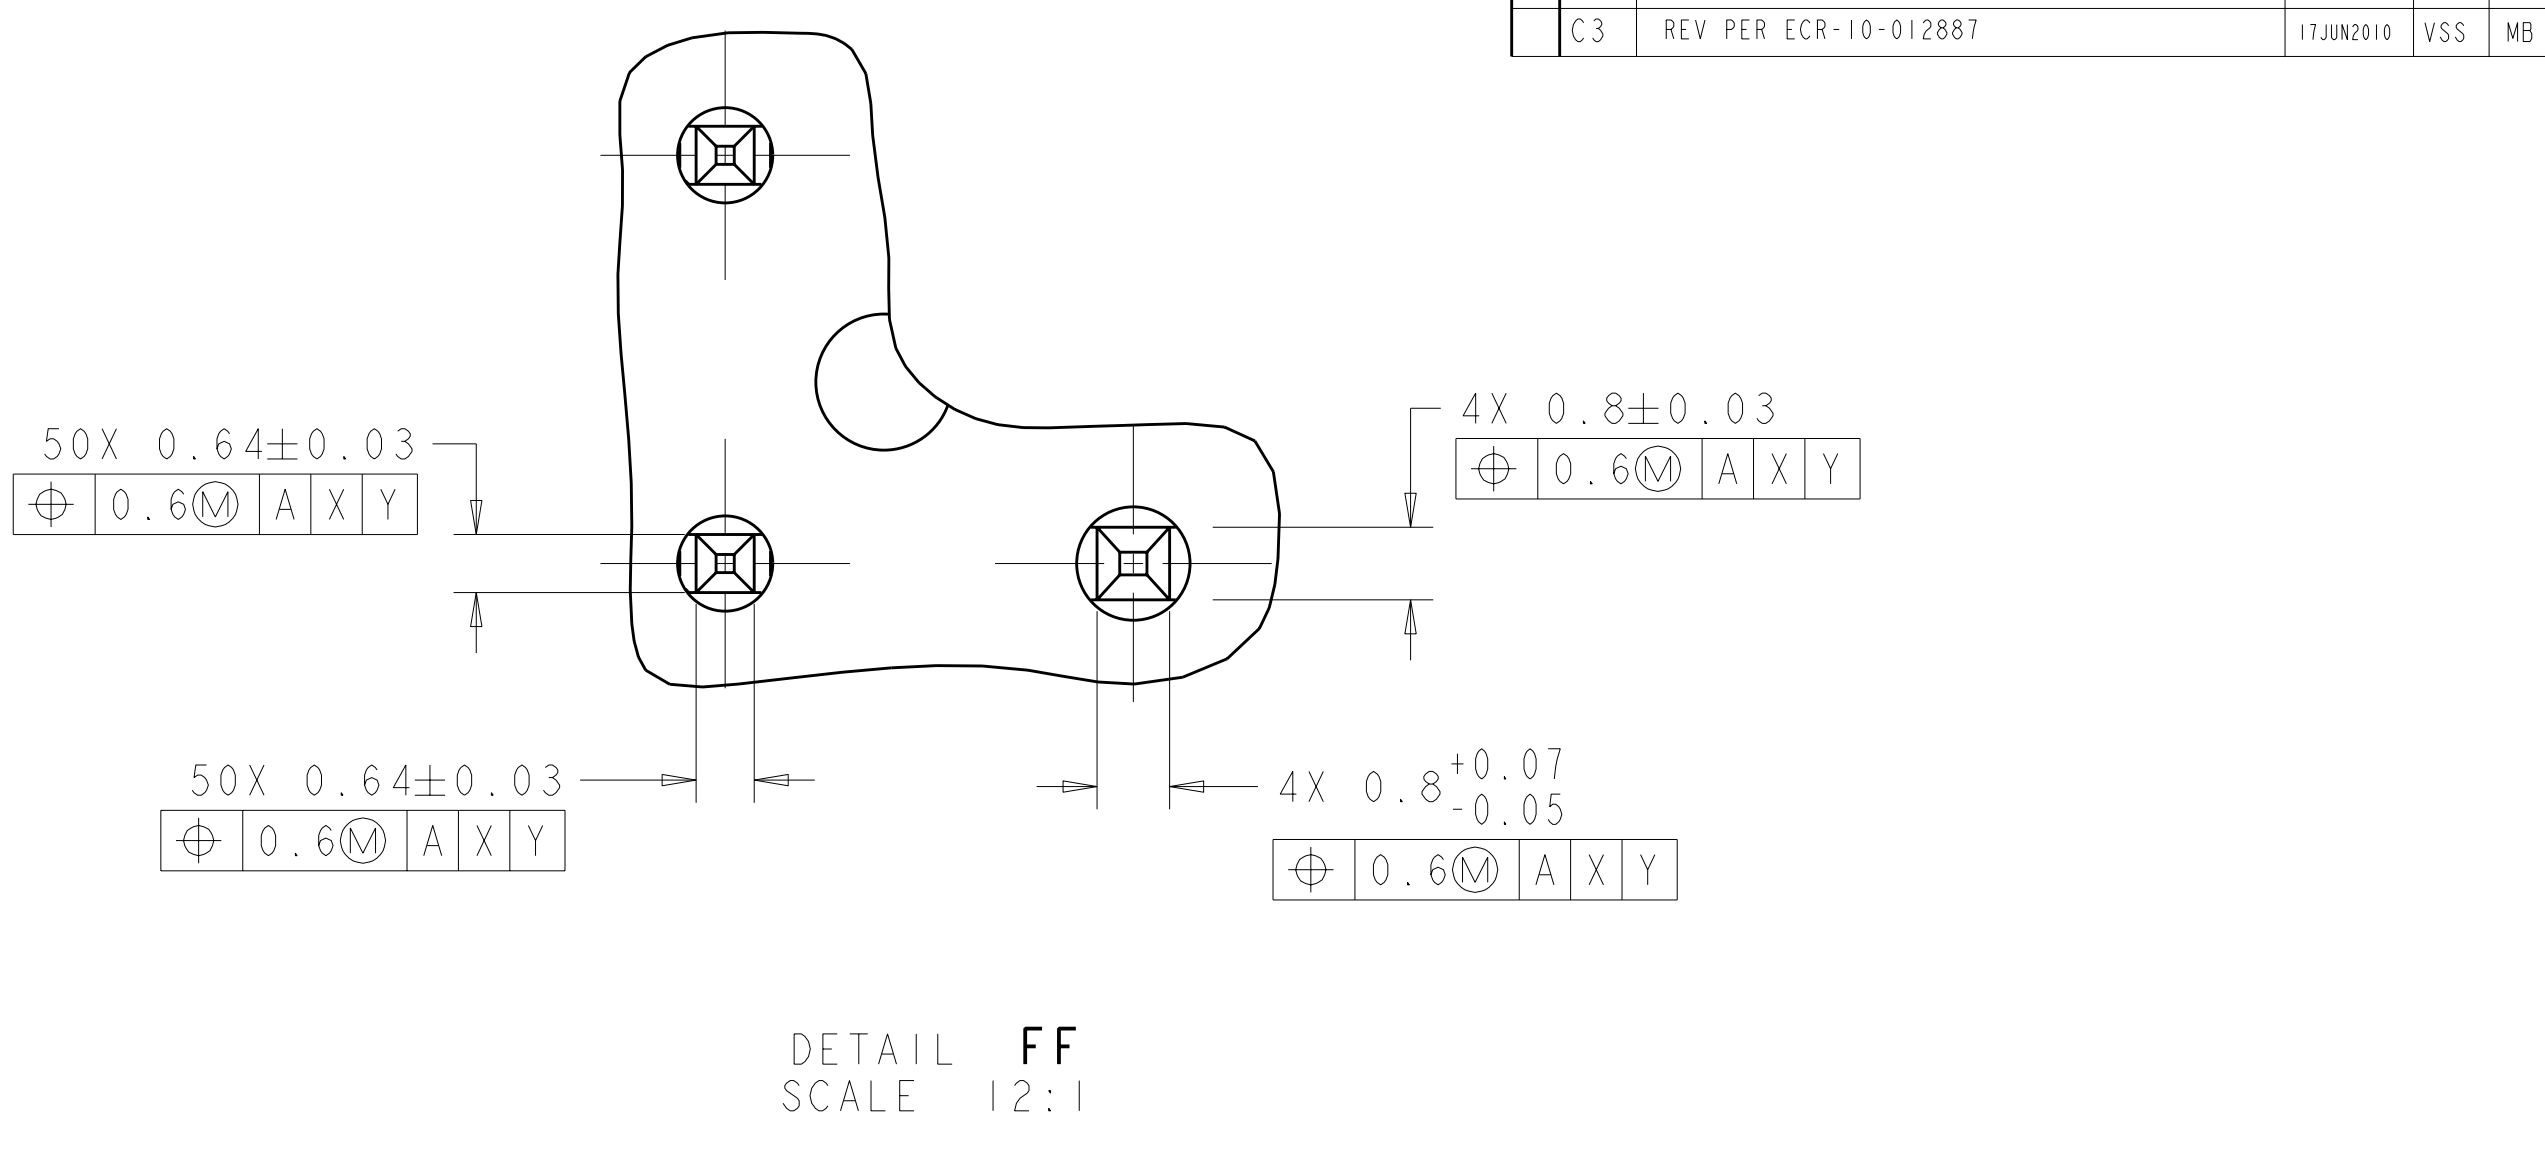 C3 REV PER ECR-10-012887 17JUN2010 VSS MB
4X 0.8±0.03
⌖ 0.6Ⓜ A X Y
50X 0.64±0.03
⌖ 0.6Ⓜ A X Y
50X 0.64±0.03
⌖ 0.6Ⓜ A X Y
4X 0.8 +0.07
-0.05
⌖ 0.6Ⓜ A X Y
DETAIL FF
SCALE 12:1